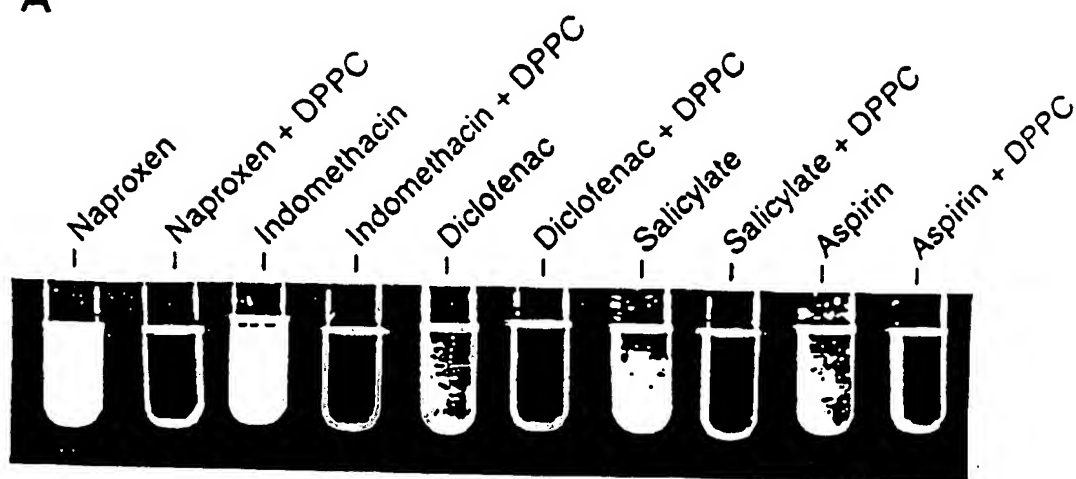 A
Naproxen
Naproxen + DPPC
Indomethacin
Indomethacin + DPPC
Diclofenac
Diclofenac + DPPC
Salicylate
Salicylate + DPPC
Aspirin
Aspirin + DPPC